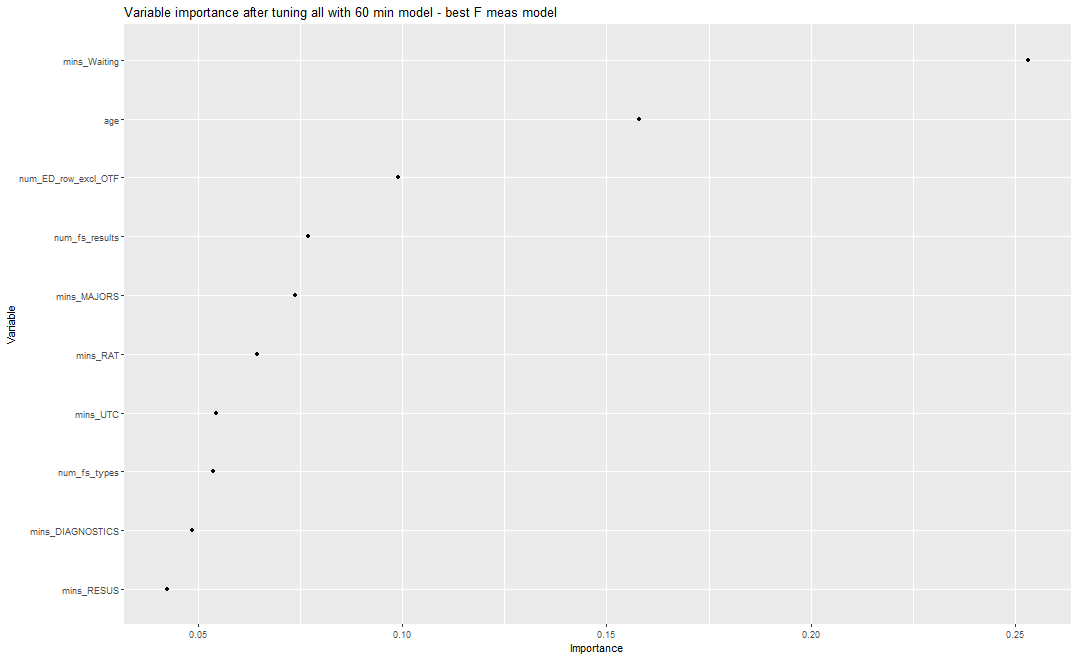 Variable importance after tuning all with 60 min model - best F meas model
mins_Waiting
age
num_ED_row_excl_OTF
num_fs_results
mins_MAJORS
mins_RAT
mins_UTC
num_fs_types
mins_DIAGNOSTICS
mins_RESUS
Variable
0.05 0.10 0.15 0.20 0.25
Importance